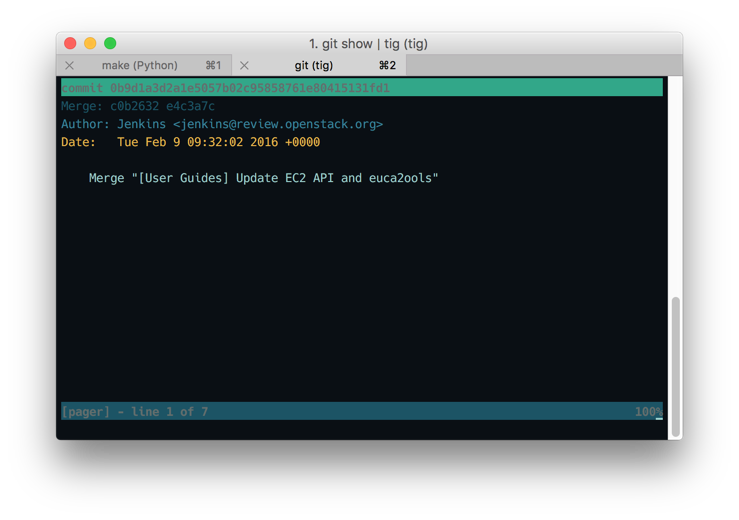 1. git show | tig (tig)
make (Python) ⌘1 git (tig) ⌘2
commit 0b9d1a3d2a1e5057b02c95858761e80415131fd1
Merge: c0b2632 e4c3a7c
Author: Jenkins <jenkins@review.openstack.org>
Date:   Tue Feb 9 09:32:02 2016 +0000
    Merge "[User Guides] Update EC2 API and euca2ools"
[pager] - line 1 of 7 100%